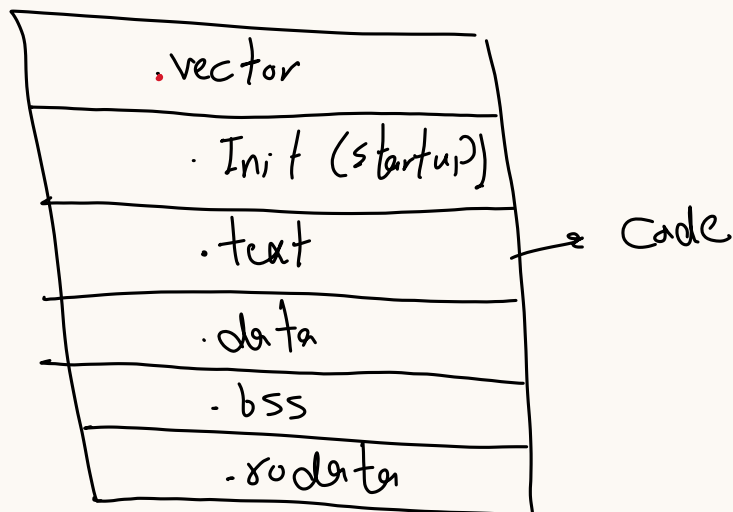 .vector
. Init (startup)
.text
Code
.data
.bss
.rodata